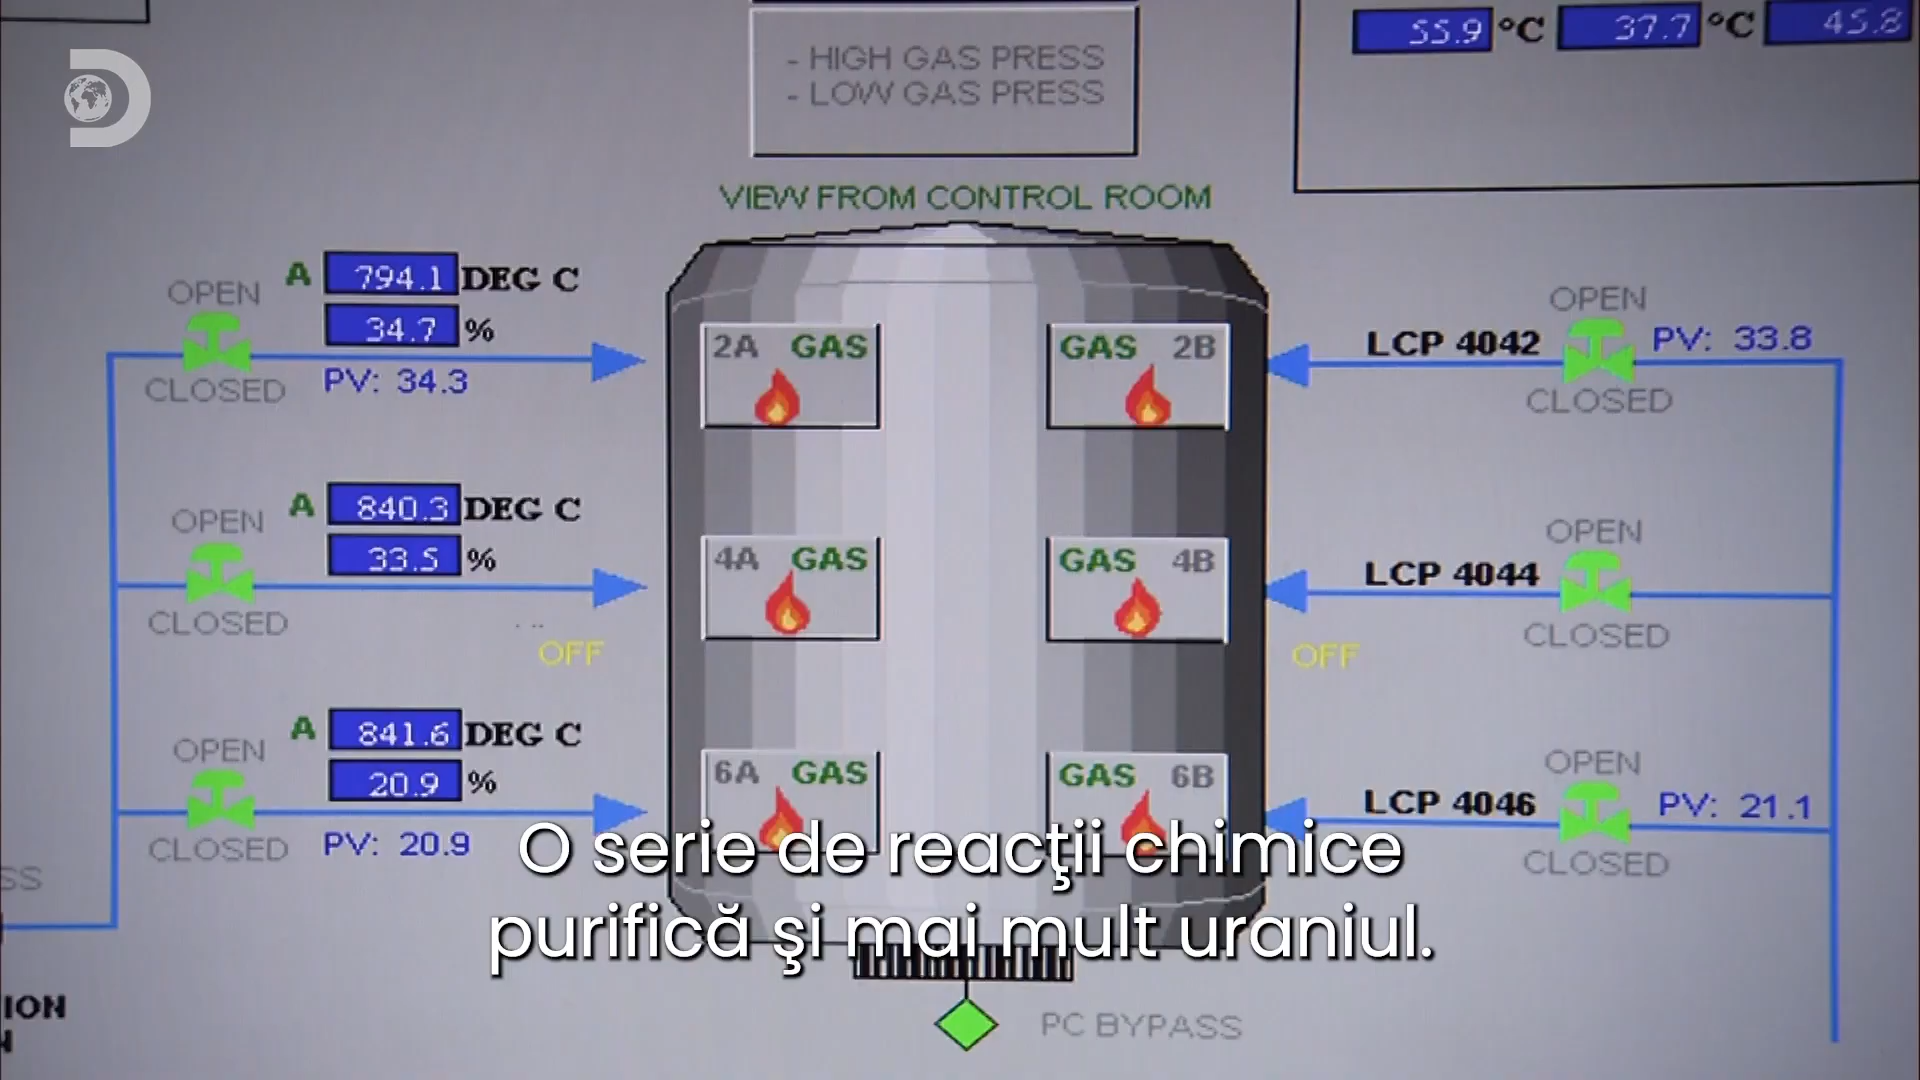 - HIGH GAS PRESS
- LOW GAS PRESS
55.9 °C 37.7 °C 45.8
VIEW FROM CONTROL ROOM
OPEN
A 794.1 DEG C
34.7 %
CLOSED
PV: 34.3
2A GAS
GAS 2B
LCP 4042
OPEN
PV: 33.8
CLOSED
OPEN
A 840.3 DEG C
33.5 %
CLOSED
OFF
4A GAS
GAS 4B
OFF
LCP 4044
OPEN
CLOSED
OPEN
A 841.6 DEG C
20.9 %
CLOSED
PV: 20.9
6A GAS
GAS 6B
LCP 4046
OPEN
PV: 21.1
CLOSED
SS
O serie de reacţii chimice
purifică şi mai mult uraniul.
ION
PC BYPASS